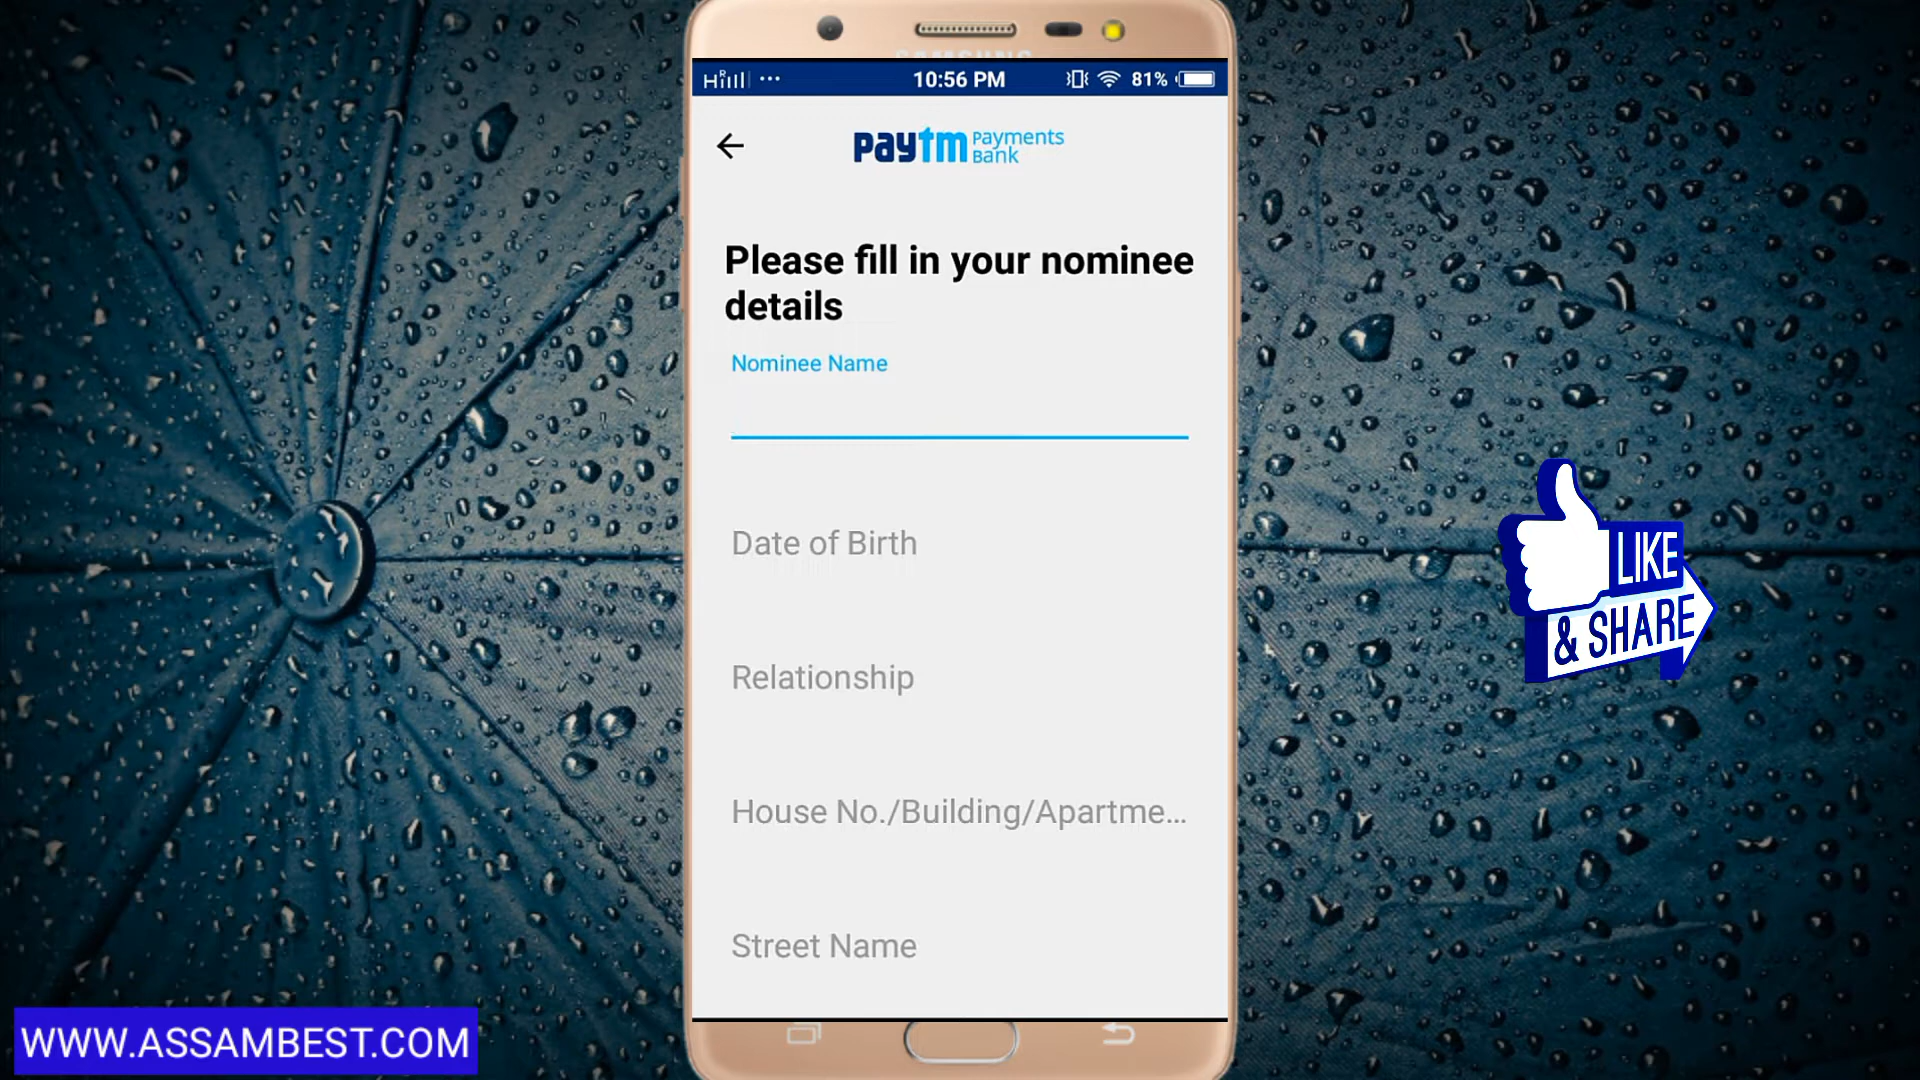 SAMSUNG
10:56 PM
81%
paytm Payments
Bank
Please fill in your nominee
details
Nominee Name
Date of Birth
Relationship
House No./Building/Apartme...
Street Name
LIKE
& SHARE
WWW.ASSAMBEST.COM